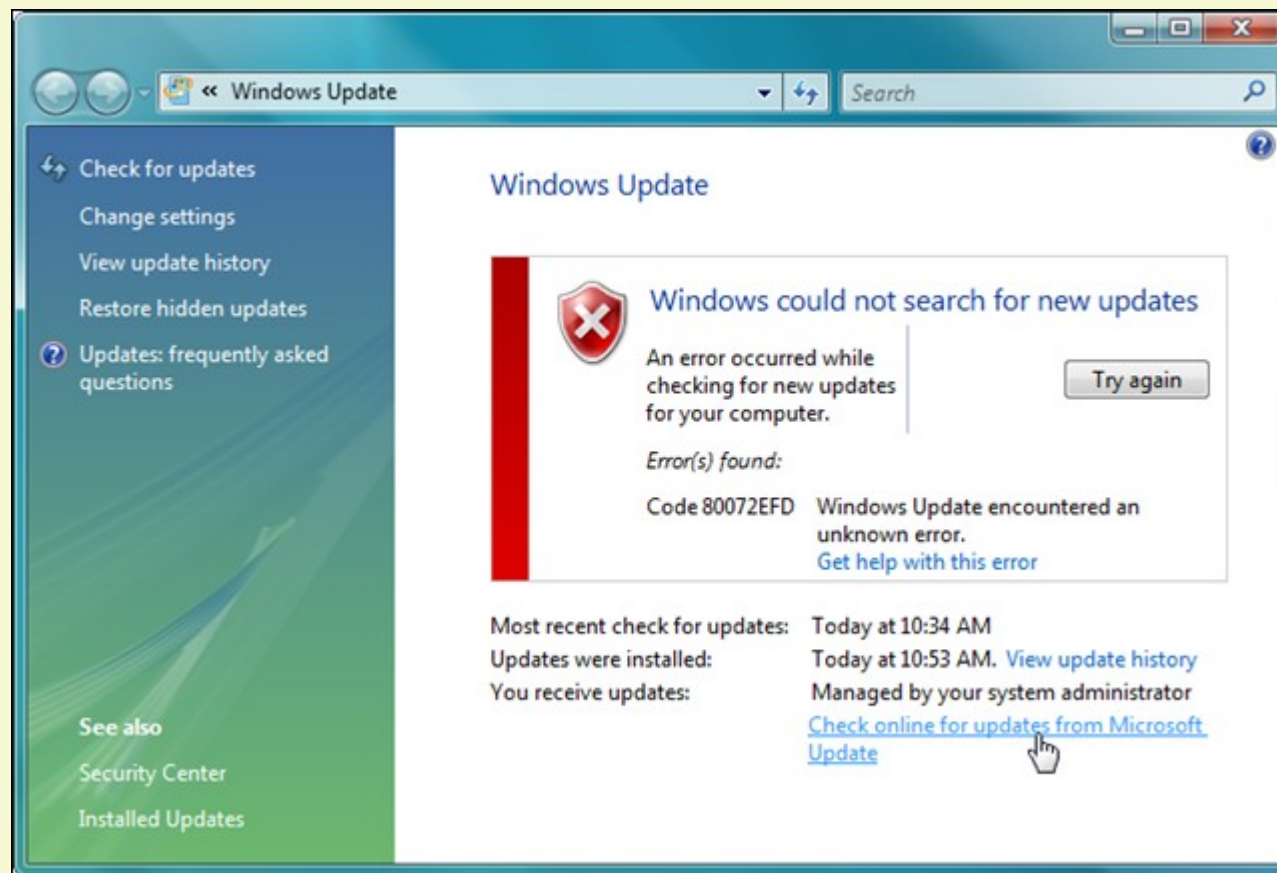 « Windows Update
Search
Check for updates
Change settings
View update history
Restore hidden updates
Updates: frequently asked
questions
See also
Security Center
Installed Updates
Windows Update
Windows could not search for new updates
An error occurred while
checking for new updates
for your computer.
Try again
Error(s) found:
Code 80072EFD Windows Update encountered an
unknown error.
Get help with this error
Most recent check for updates: Today at 10:34 AM
Updates were installed: Today at 10:53 AM. View update history
You receive updates: Managed by your system administrator
Check online for updates from Microsoft
Update